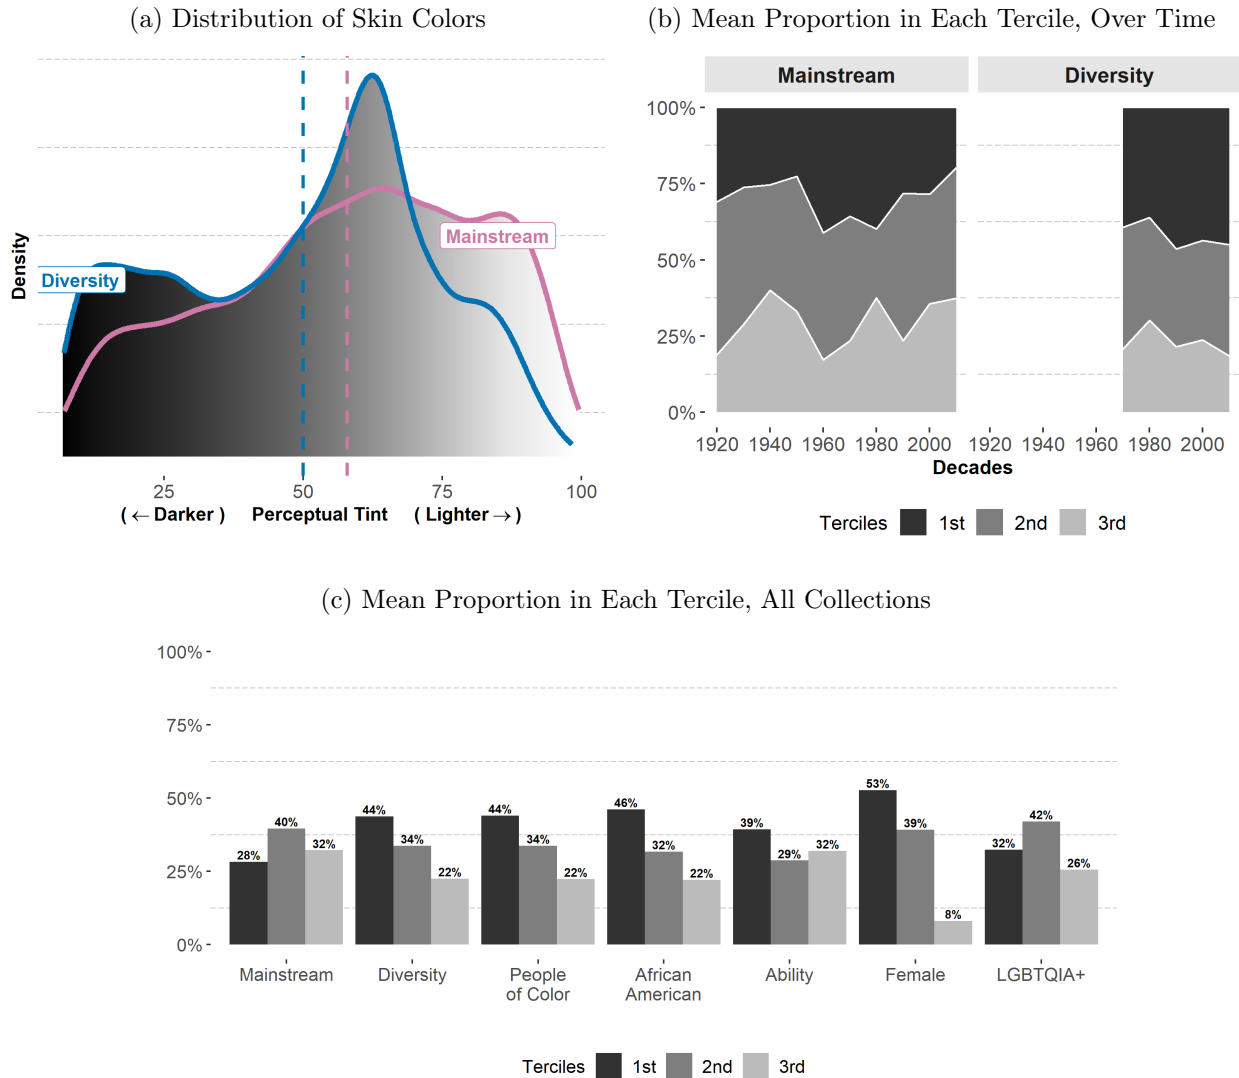 (a) Distribution of Skin Colors
Density
Diversity
Mainstream
25 50 75 100
( ← Darker ) Perceptual Tint ( Lighter → )
(b) Mean Proportion in Each Tercile, Over Time
Mainstream Diversity
100%
75%
50%
25%
0%
1920 1940 1960 1980 2000 1920 1940 1960 1980 2000
Decades
Terciles 1st 2nd 3rd
(c) Mean Proportion in Each Tercile, All Collections
100%
75%
50%
25%
0%
28% 40% 32% 44% 34% 22% 44% 34% 22% 46% 32% 22% 39% 29% 32% 53% 39% 8% 32% 42% 26%
Mainstream Diversity People African Ability Female LGBTQIA+
of Color American
Terciles 1st 2nd 3rd